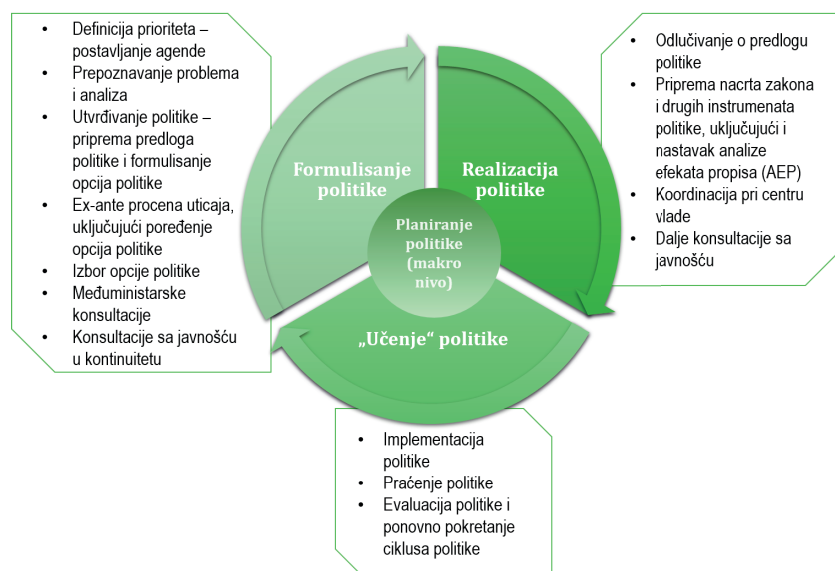 • Definicija prioriteta –
postavljanje agende
• Prepoznavanje problema
i analiza
• Utvrđivanje politike –
priprema predloga
politike i formulisanje
opcija politike
• Ex-ante procena uticaja,
uključujući poređenje
opcija politike
• Izbor opcije politike
• Međuministarske
konsultacije
• Konsultacije sa javnošću
u kontinuitetu
Formulisanje
politike
Realizacija
politike
Planiranje
politike
(makro
nivo)
„Učenje“ politike
• Odlučivanje o predlogu
politike
• Priprema nacrta zakona
i drugih instrumenata
politike, uključujući i
nastavak analize
efekata propisa (AEP)
• Koordinacija pri centru
vlade
• Dalje konsultacije sa
javnošću
• Implementacija
politike
• Praćenje politike
• Evaluacija politike i
ponovno pokretanje
ciklusa politike